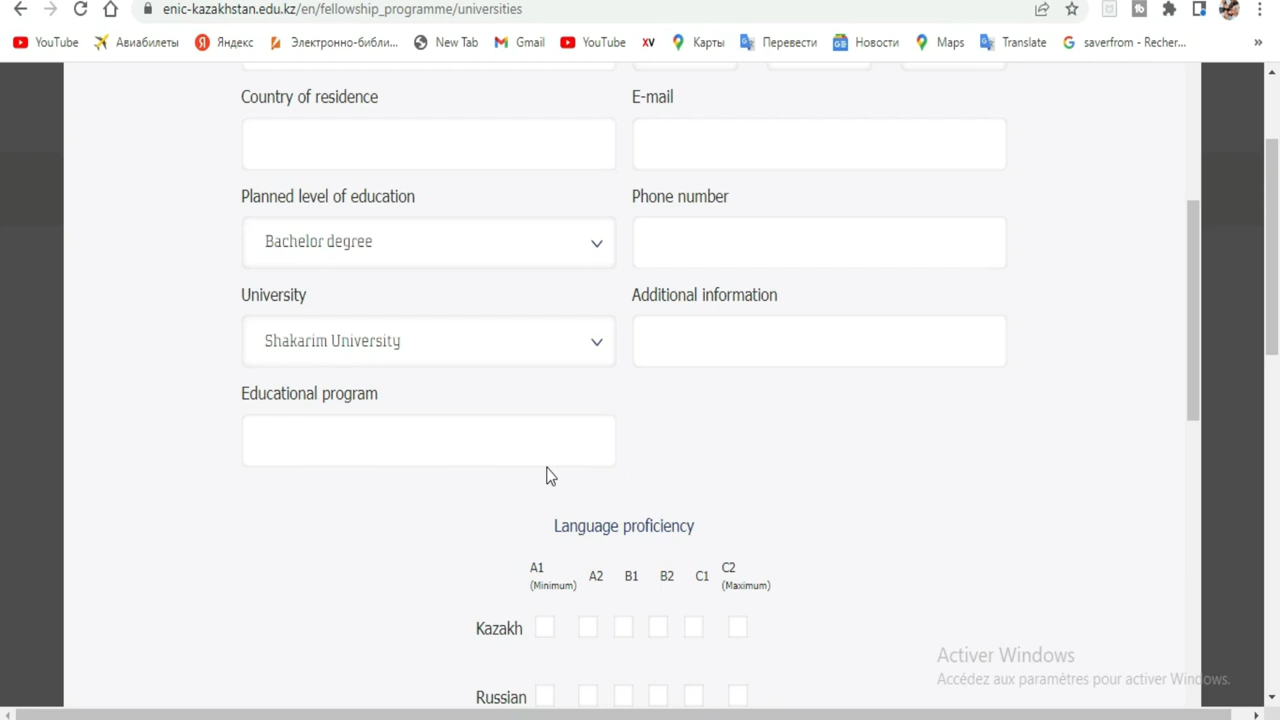 enic-kazakhstan.edu.kz/en/fellowship_programme/universities
YouTube Авиабилеты Яндекс Электронно-библи... New Tab Gmail YouTube XV Карты Перевести Новости Maps Translate saverfrom - Recher... »
Country of residence E-mail
Planned level of education Phone number
Bachelor degree
University Additional information
Shakarim University
Educational program
Language proficiency
A1 A2 B1 B2 C1 C2
(Minimum) (Maximum)
Kazakh
Activer Windows
Accédez aux paramètres pour activer Windows.
Russian